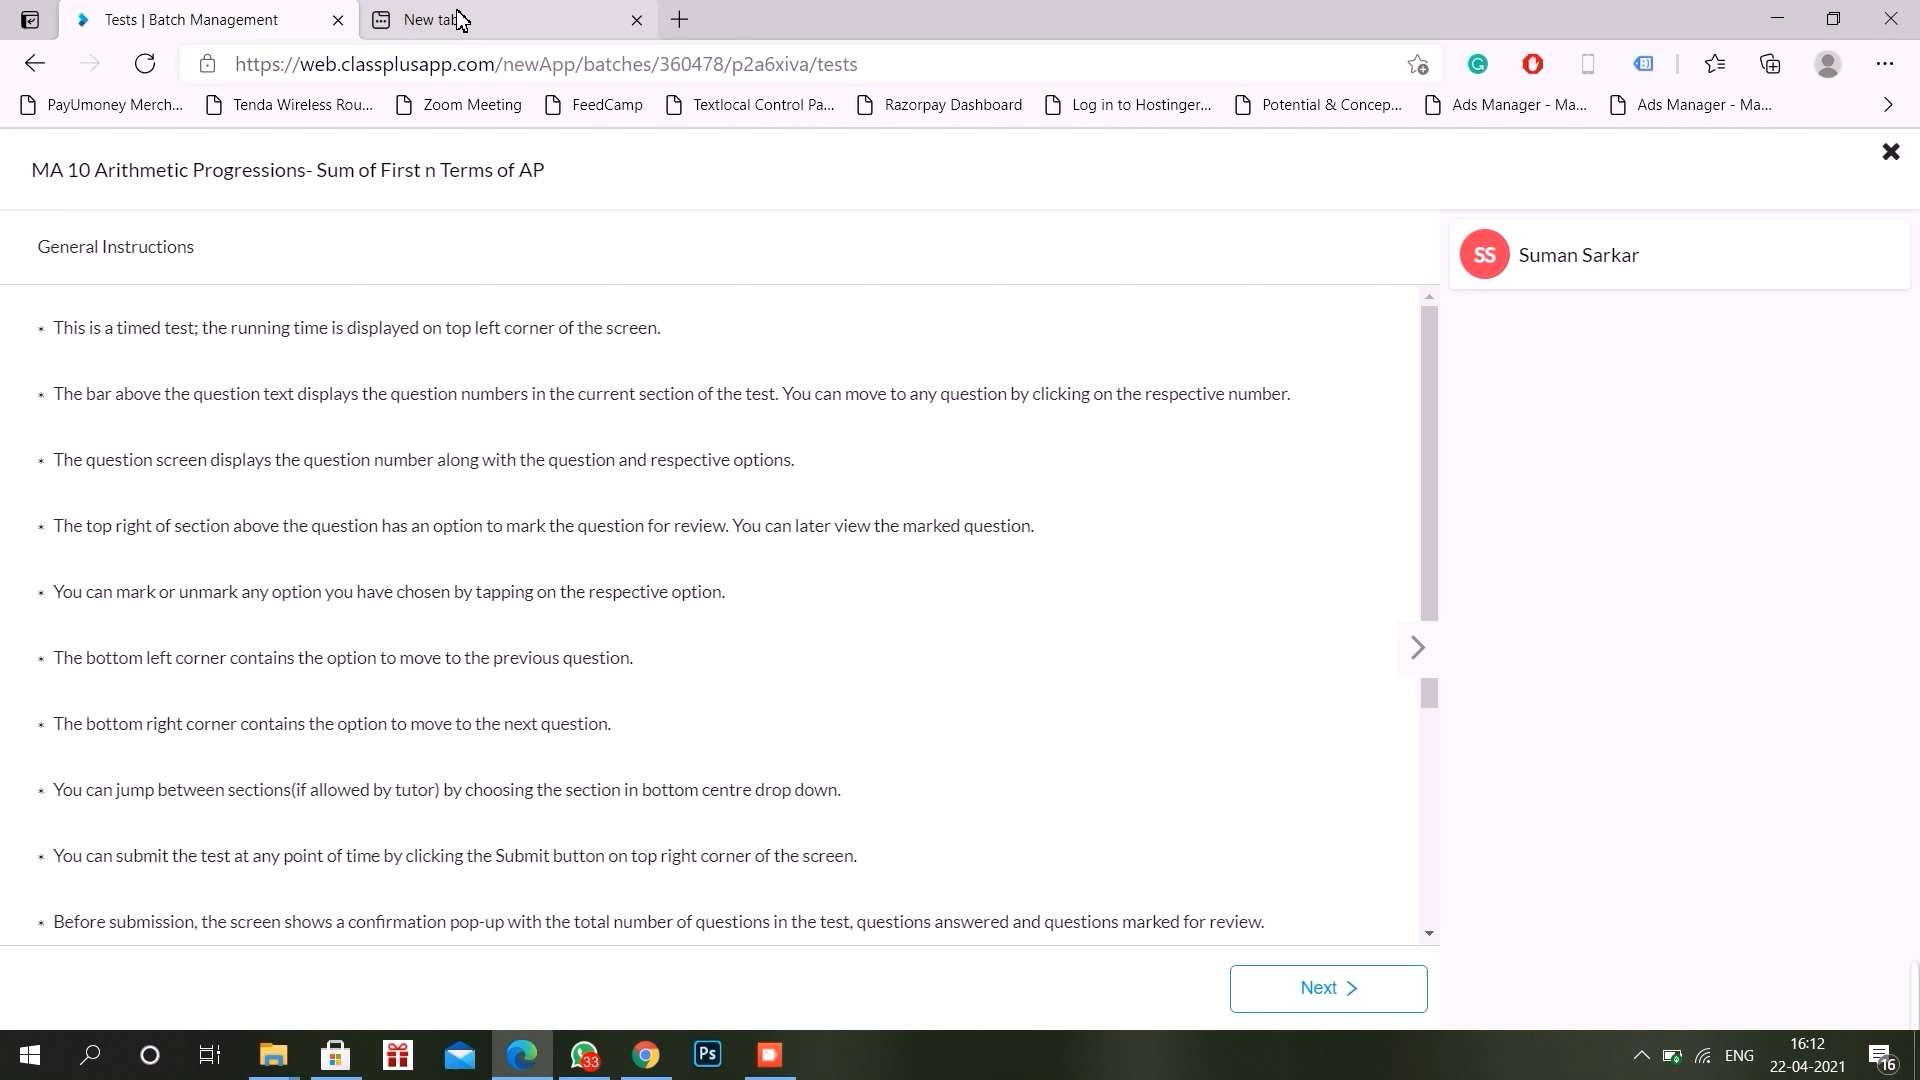 Tests | Batch Management
New tab
https://web.classplusapp.com/newApp/batches/360478/p2a6xiva/tests
PayUmoney Merch...
Tenda Wireless Rou...
Zoom Meeting
FeedCamp
Textlocal Control Pa...
Razorpay Dashboard
Log in to Hostinger...
Potential & Concep...
Ads Manager - Ma...
Ads Manager - Ma...
MA 10 Arithmetic Progressions- Sum of First n Terms of AP
General Instructions
SS Suman Sarkar
* This is a timed test; the running time is displayed on top left corner of the screen.
* The bar above the question text displays the question numbers in the current section of the test. You can move to any question by clicking on the respective number.
* The question screen displays the question number along with the question and respective options.
* The top right of section above the question has an option to mark the question for review. You can later view the marked question.
* You can mark or unmark any option you have chosen by tapping on the respective option.
* The bottom left corner contains the option to move to the previous question.
* The bottom right corner contains the option to move to the next question.
* You can jump between sections(if allowed by tutor) by choosing the section in bottom centre drop down.
* You can submit the test at any point of time by clicking the Submit button on top right corner of the screen.
* Before submission, the screen shows a confirmation pop-up with the total number of questions in the test, questions answered and questions marked for review.
Next
33
Ps
ENG
16:12
22-04-2021
16